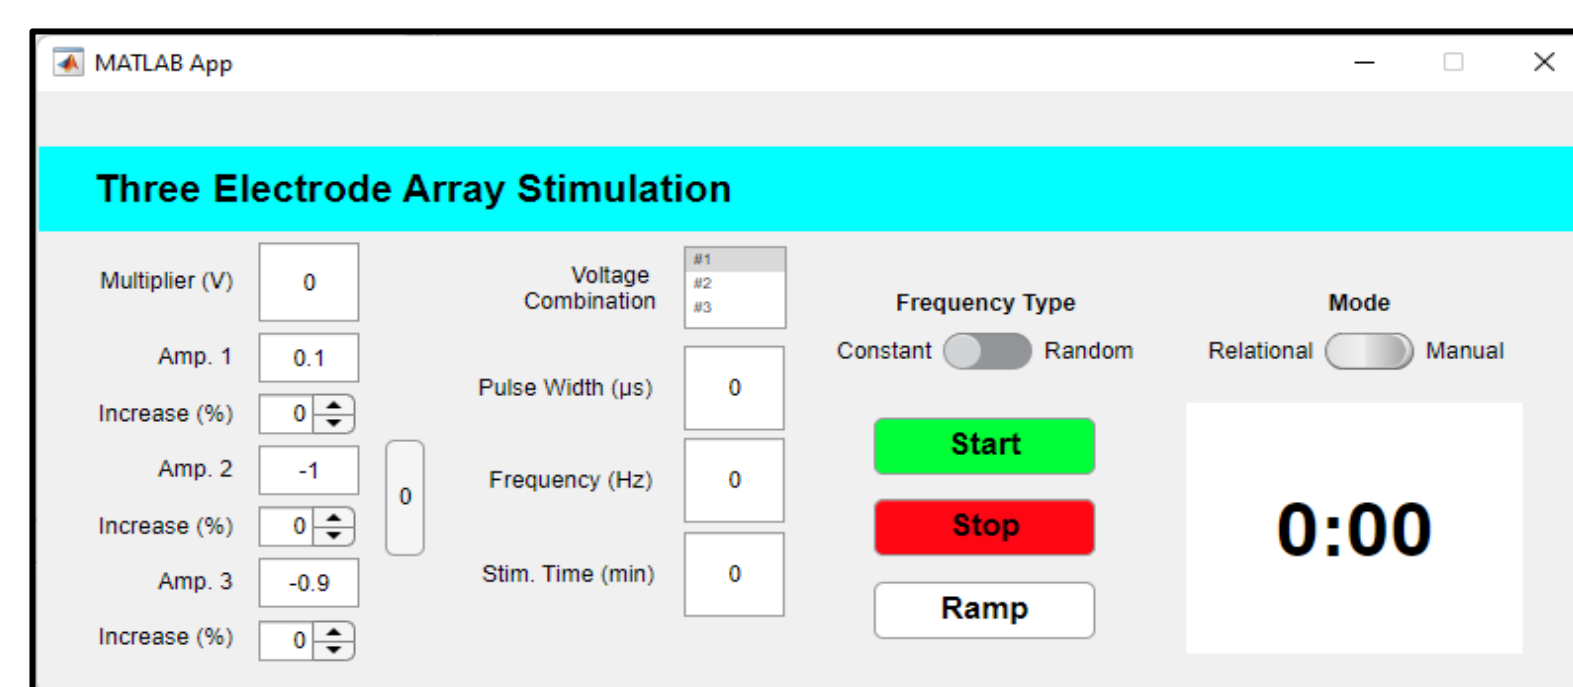 MATLAB App
Three Electrode Array Stimulation
Multiplier (V) 0
Amp. 1 0.1
Increase (%) 0
Amp. 2 -1
Increase (%) 0
Amp. 3 -0.9
Increase (%) 0
0
Voltage
Combination
#1
#2
#3
Pulse Width (µs) 0
Frequency (Hz) 0
Stim. Time (min) 0
Frequency Type
Constant Random
Start
Stop
Ramp
Mode
Relational Manual
0:00